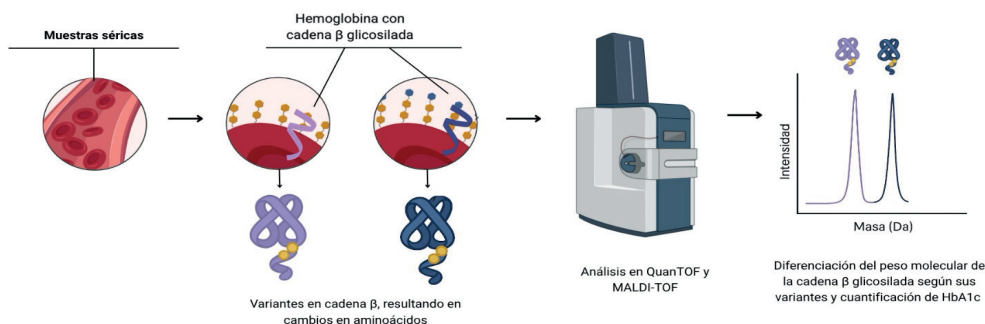 Muestras séricas
Hemoglobina con
cadena β glicosilada
Variantes en cadena β, resultando en
cambios en aminoácidos
Análisis en QuanTOF y
MALDI-TOF
Intensidad
Masa (Da)
Diferenciación del peso molecular de
la cadena β glicosilada según sus
variantes y cuantificación de HbA1c